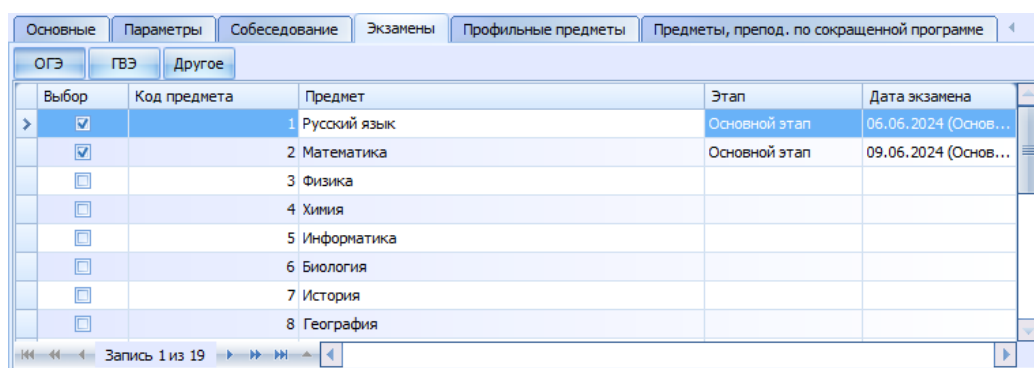 Основные Параметры Собеседование Экзамены Профильные предметы Предметы, препод. по сокращенной программе
ОГЭ ГВЭ Другое
Выбор Код предмета Предмет Этап Дата экзамена
1 Русский язык Основной этап 06.06.2024 (Основ...
2 Математика Основной этап 09.06.2024 (Основ...
3 Физика
4 Химия
5 Информатика
6 Биология
7 История
8 География
Запись 1 из 19